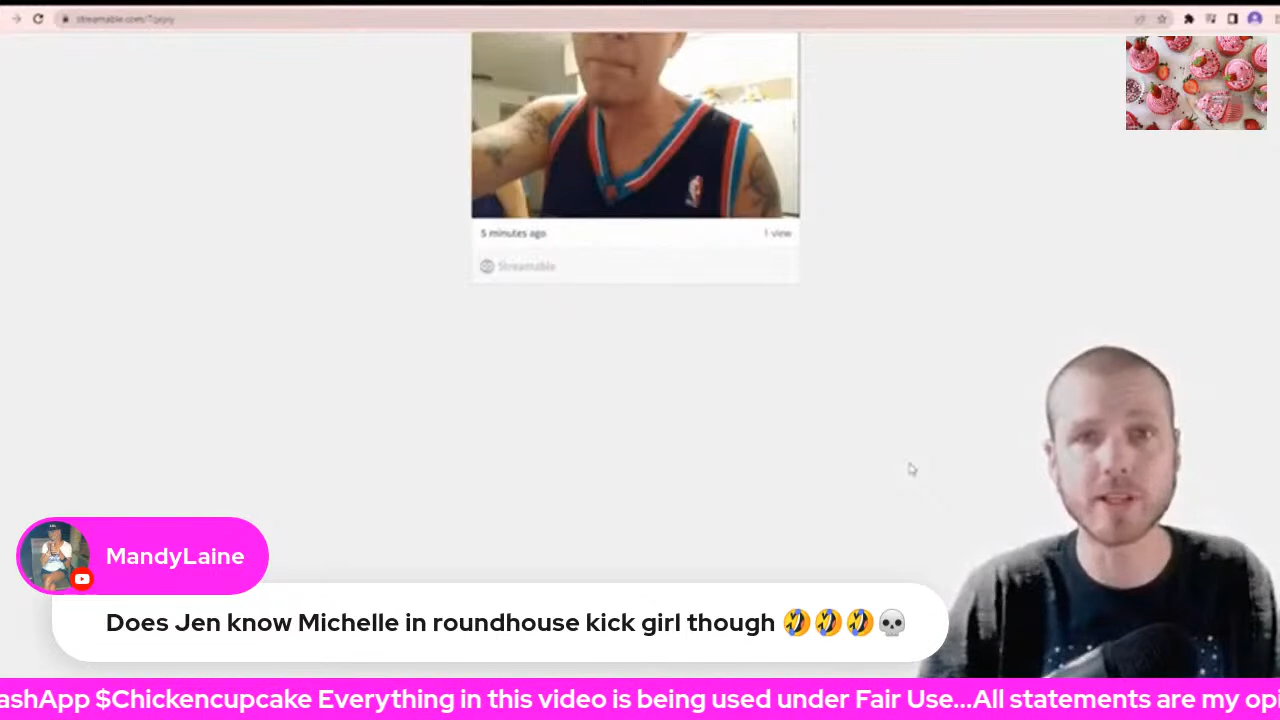 5 minutes ago
1 view
Streamable
MandyLaine
Does Jen know Michelle in roundhouse kick girl though 🤣🤣🤣💀
ashApp $Chickencupcake Everything in this video is being used under Fair Use...All statements are my opi